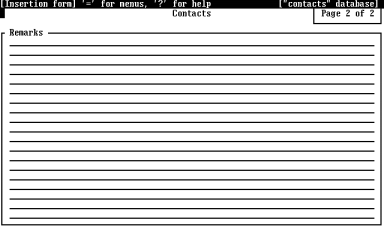 [Insertion form] '=' for menus, '?' for help ["contacts" database]
Contacts Page 2 of 2
Remarks